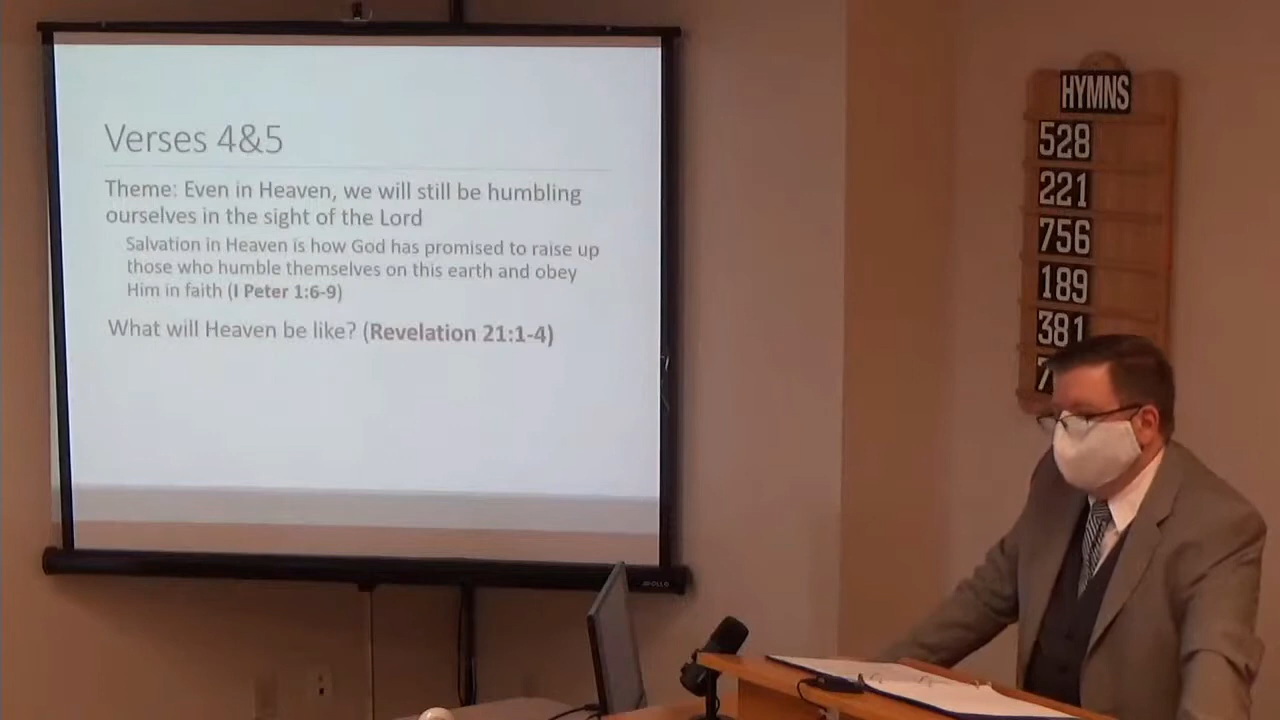 Verses 4&5
Theme: Even in Heaven, we will still be humbling
ourselves in the sight of the Lord
Salvation in Heaven is how God has promised to raise up
those who humble themselves on this earth and obey
Him in faith (I Peter 1:6-9)
What will Heaven be like? (Revelation 21:1-4)
APOLLO
HYMNS
528
221
756
189
381